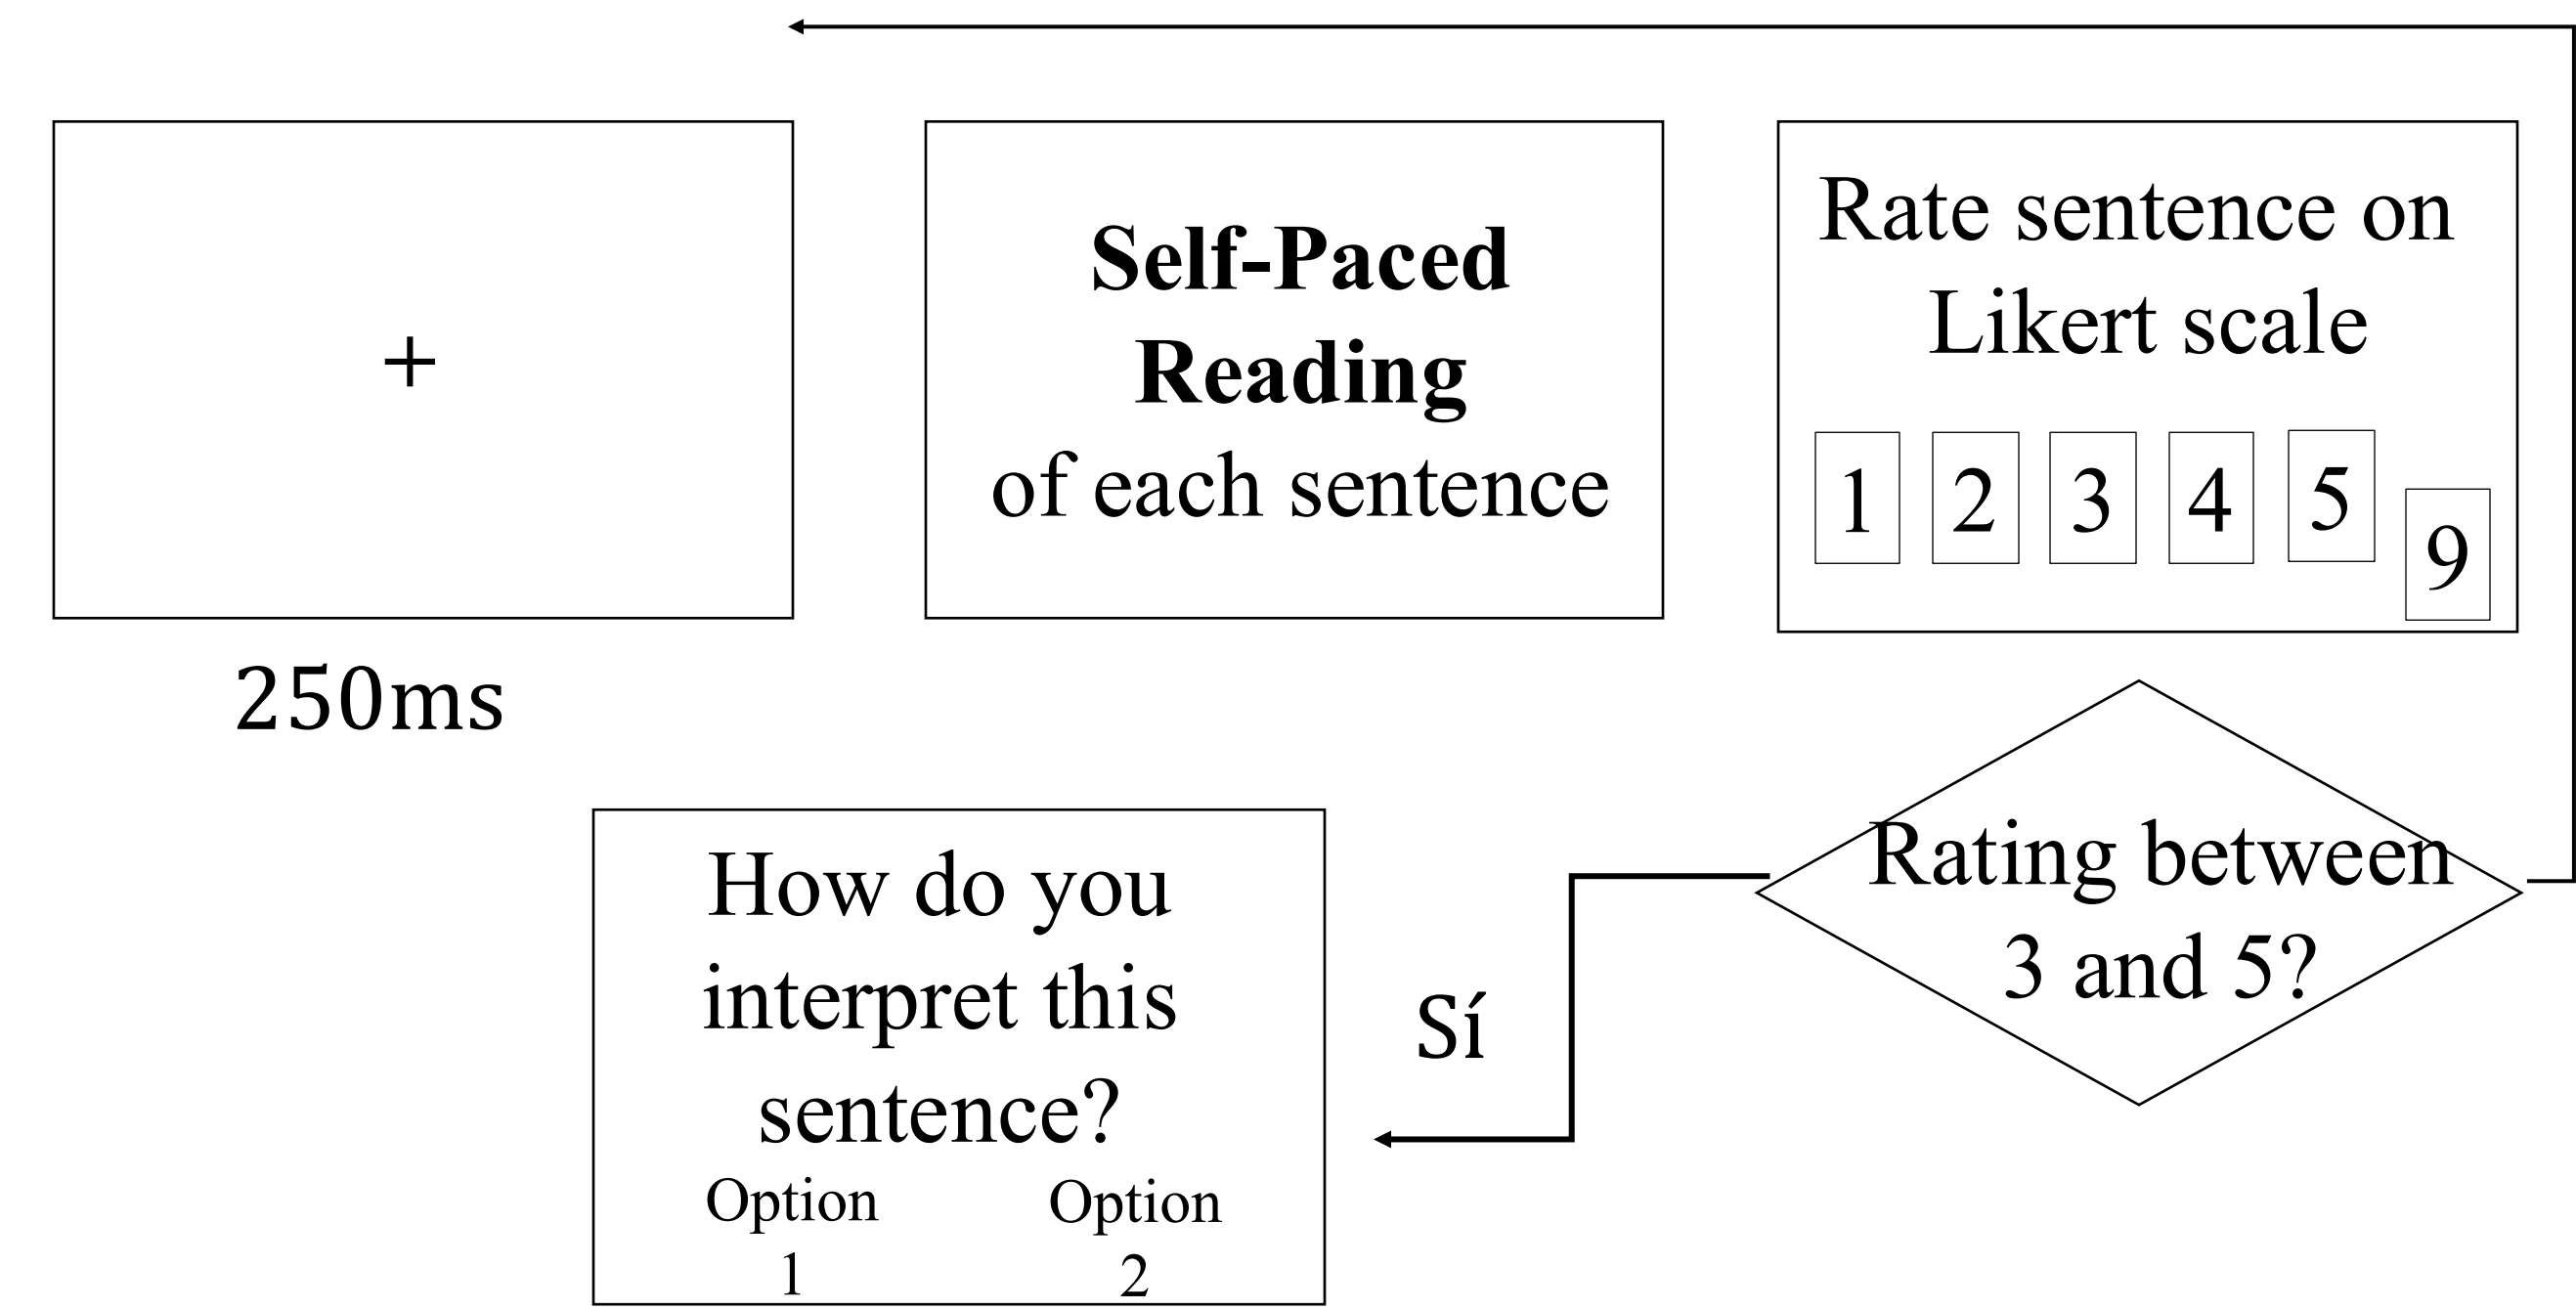 +
250ms
Self-Paced
Reading
of each sentence
Rate sentence on
Likert scale
1 2 3 4 5 9
Rating between
3 and 5?
Sí
How do you
interpret this
sentence?
Option Option
1 2